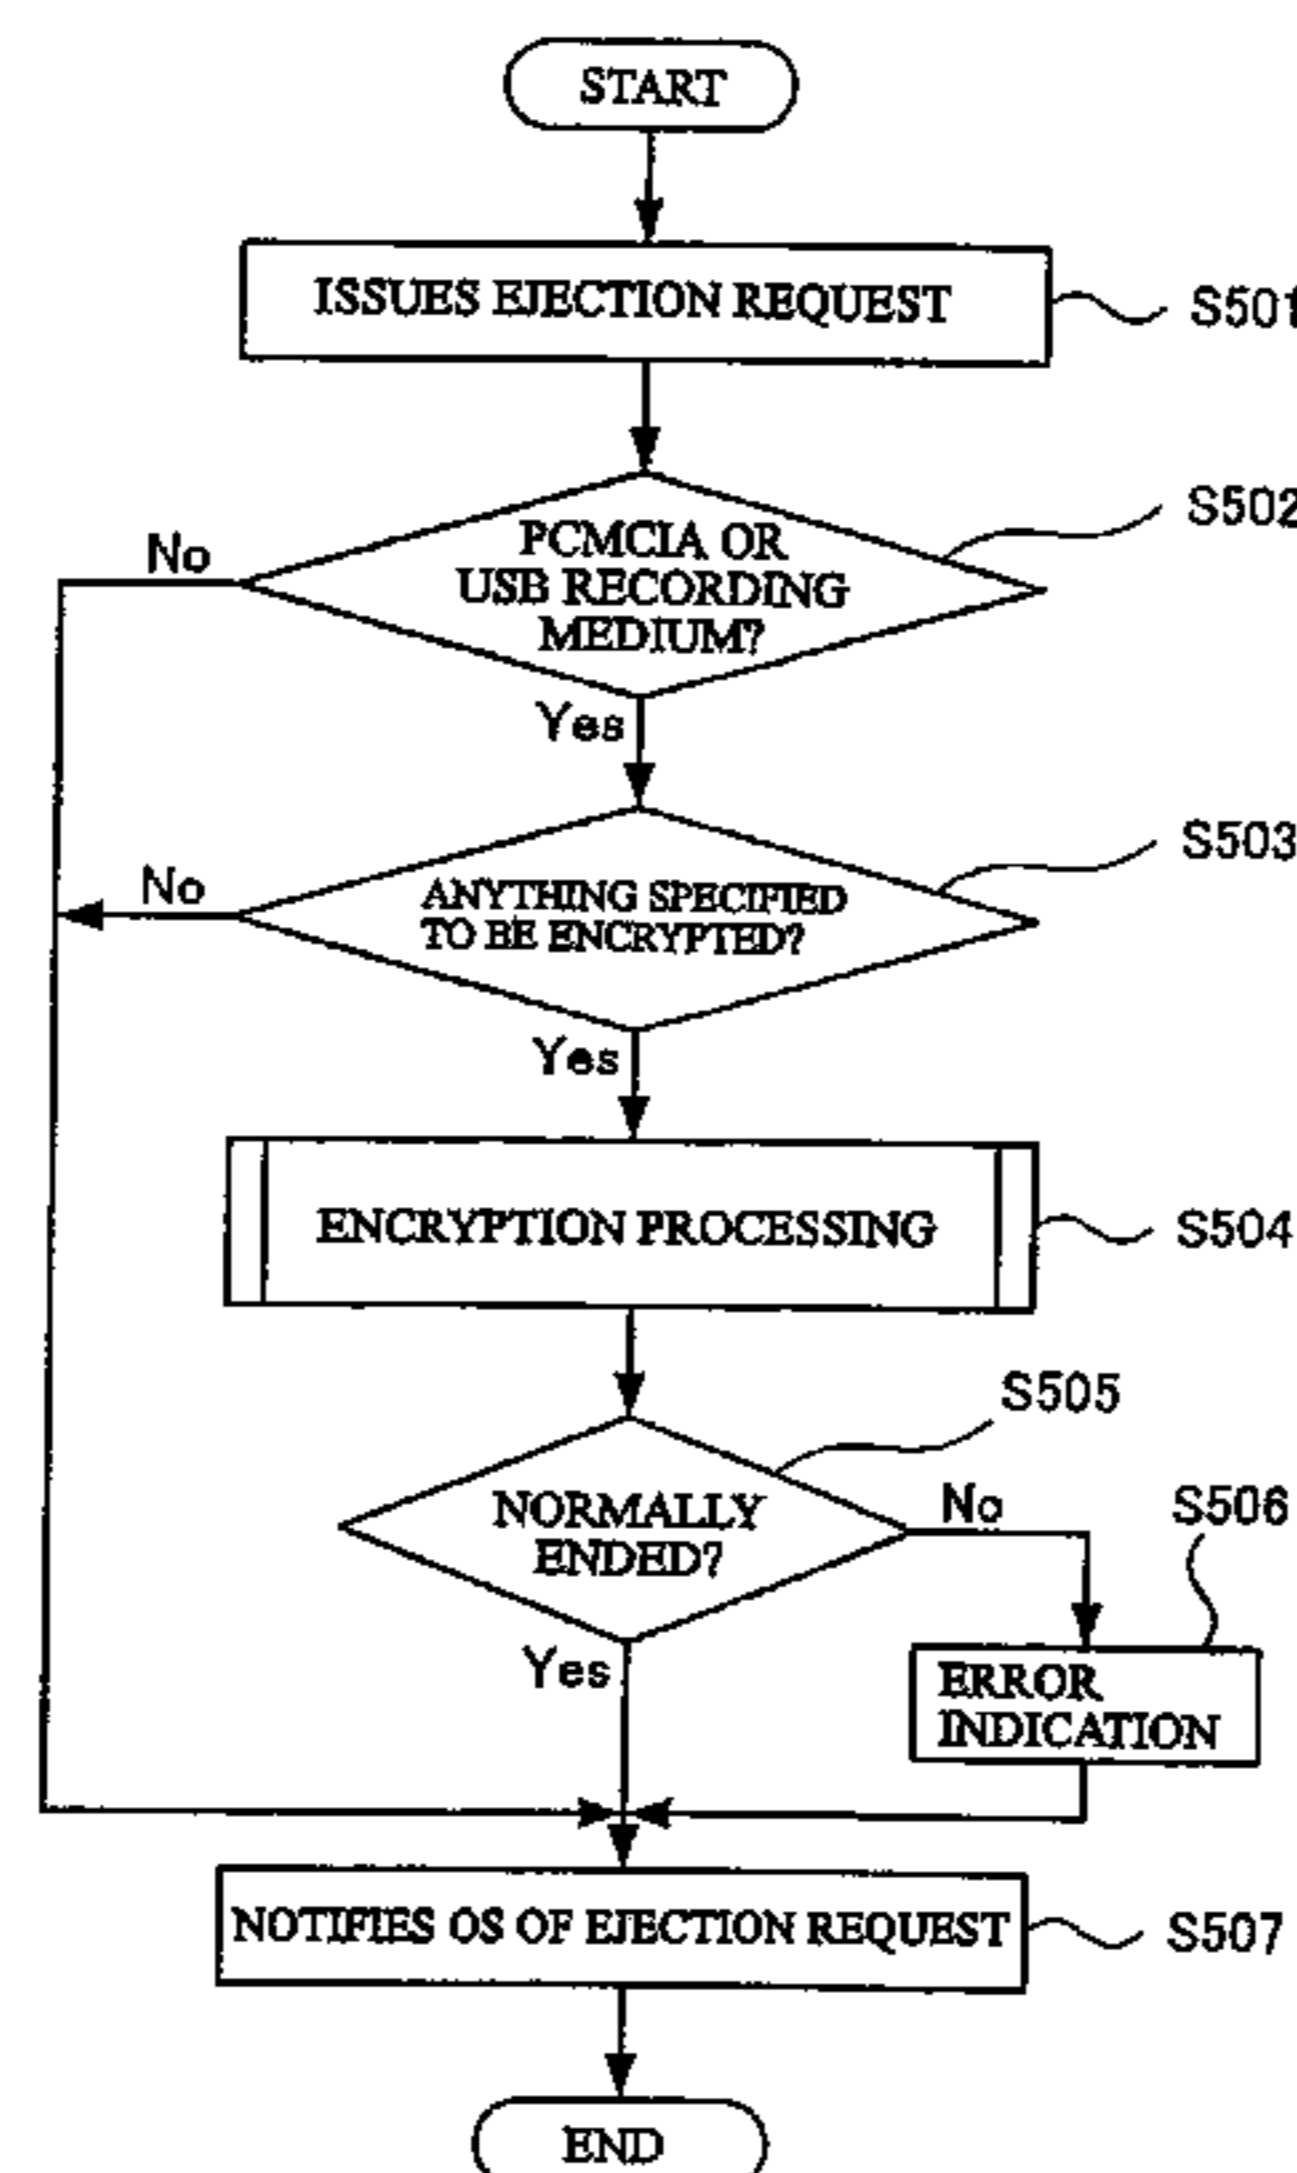 START
ISSUES EJECTION REQUEST
S501
S502
No
PCMCIA OR
USB RECORDING
MEDIUM?
Yes
S503
No
ANYTHING SPECIFIED
TO BE ENCRYPTED?
Yes
ENCRYPTION PROCESSING
S504
S505
NORMALLY
ENDED?
No
S506
Yes
ERROR
INDICATION
NOTIFIES OS OF EJECTION REQUEST
S507
END